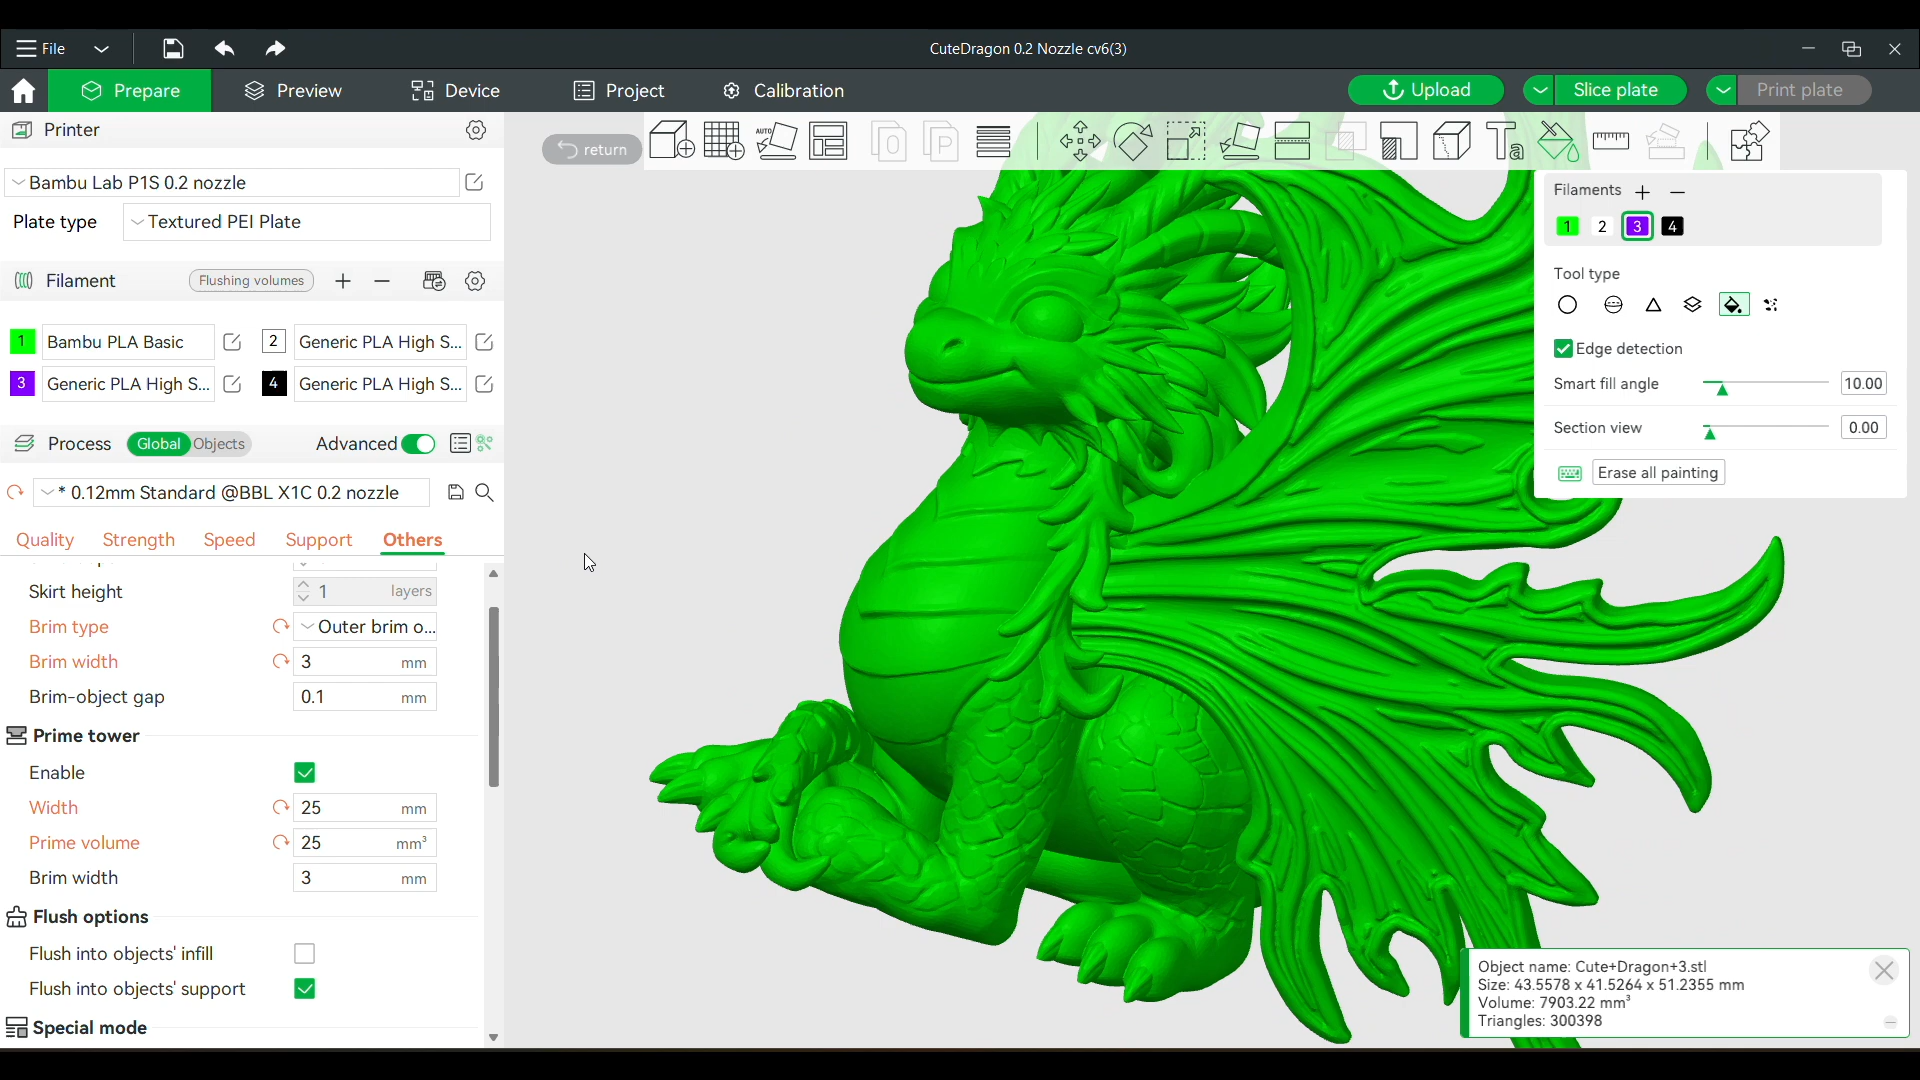 File
CuteDragon 0.2 Nozzle cv6(3)
Prepare
Preview
Device
Project
Calibration
Upload
Slice plate
Print plate
Printer
return
AUTO
Bambu Lab P1S 0.2 nozzle
Plate type
Textured PEI Plate
Filament
Flushing volumes
1 Bambu PLA Basic
2 Generic PLA High S...
3 Generic PLA High S...
4 Generic PLA High S...
Process
Global
Objects
Advanced
* 0.12mm Standard @BBL X1C 0.2 nozzle
Quality
Strength
Speed
Support
Others
Skirt height 1 layers
Brim type Outer brim o...
Brim width 3 mm
Brim-object gap 0.1 mm
Prime tower
Enable
Width 25 mm
Prime volume 25 mm³
Brim width 3 mm
Flush options
Flush into objects' infill
Flush into objects' support
Special mode
Filaments
1 2 3 4
Tool type
Edge detection
Smart fill angle 10.00
Section view 0.00
Erase all painting
Object name: Cute+Dragon+3.stl
Size: 43.5578 x 41.5264 x 51.2355 mm
Volume: 7903.22 mm³
Triangles: 300398